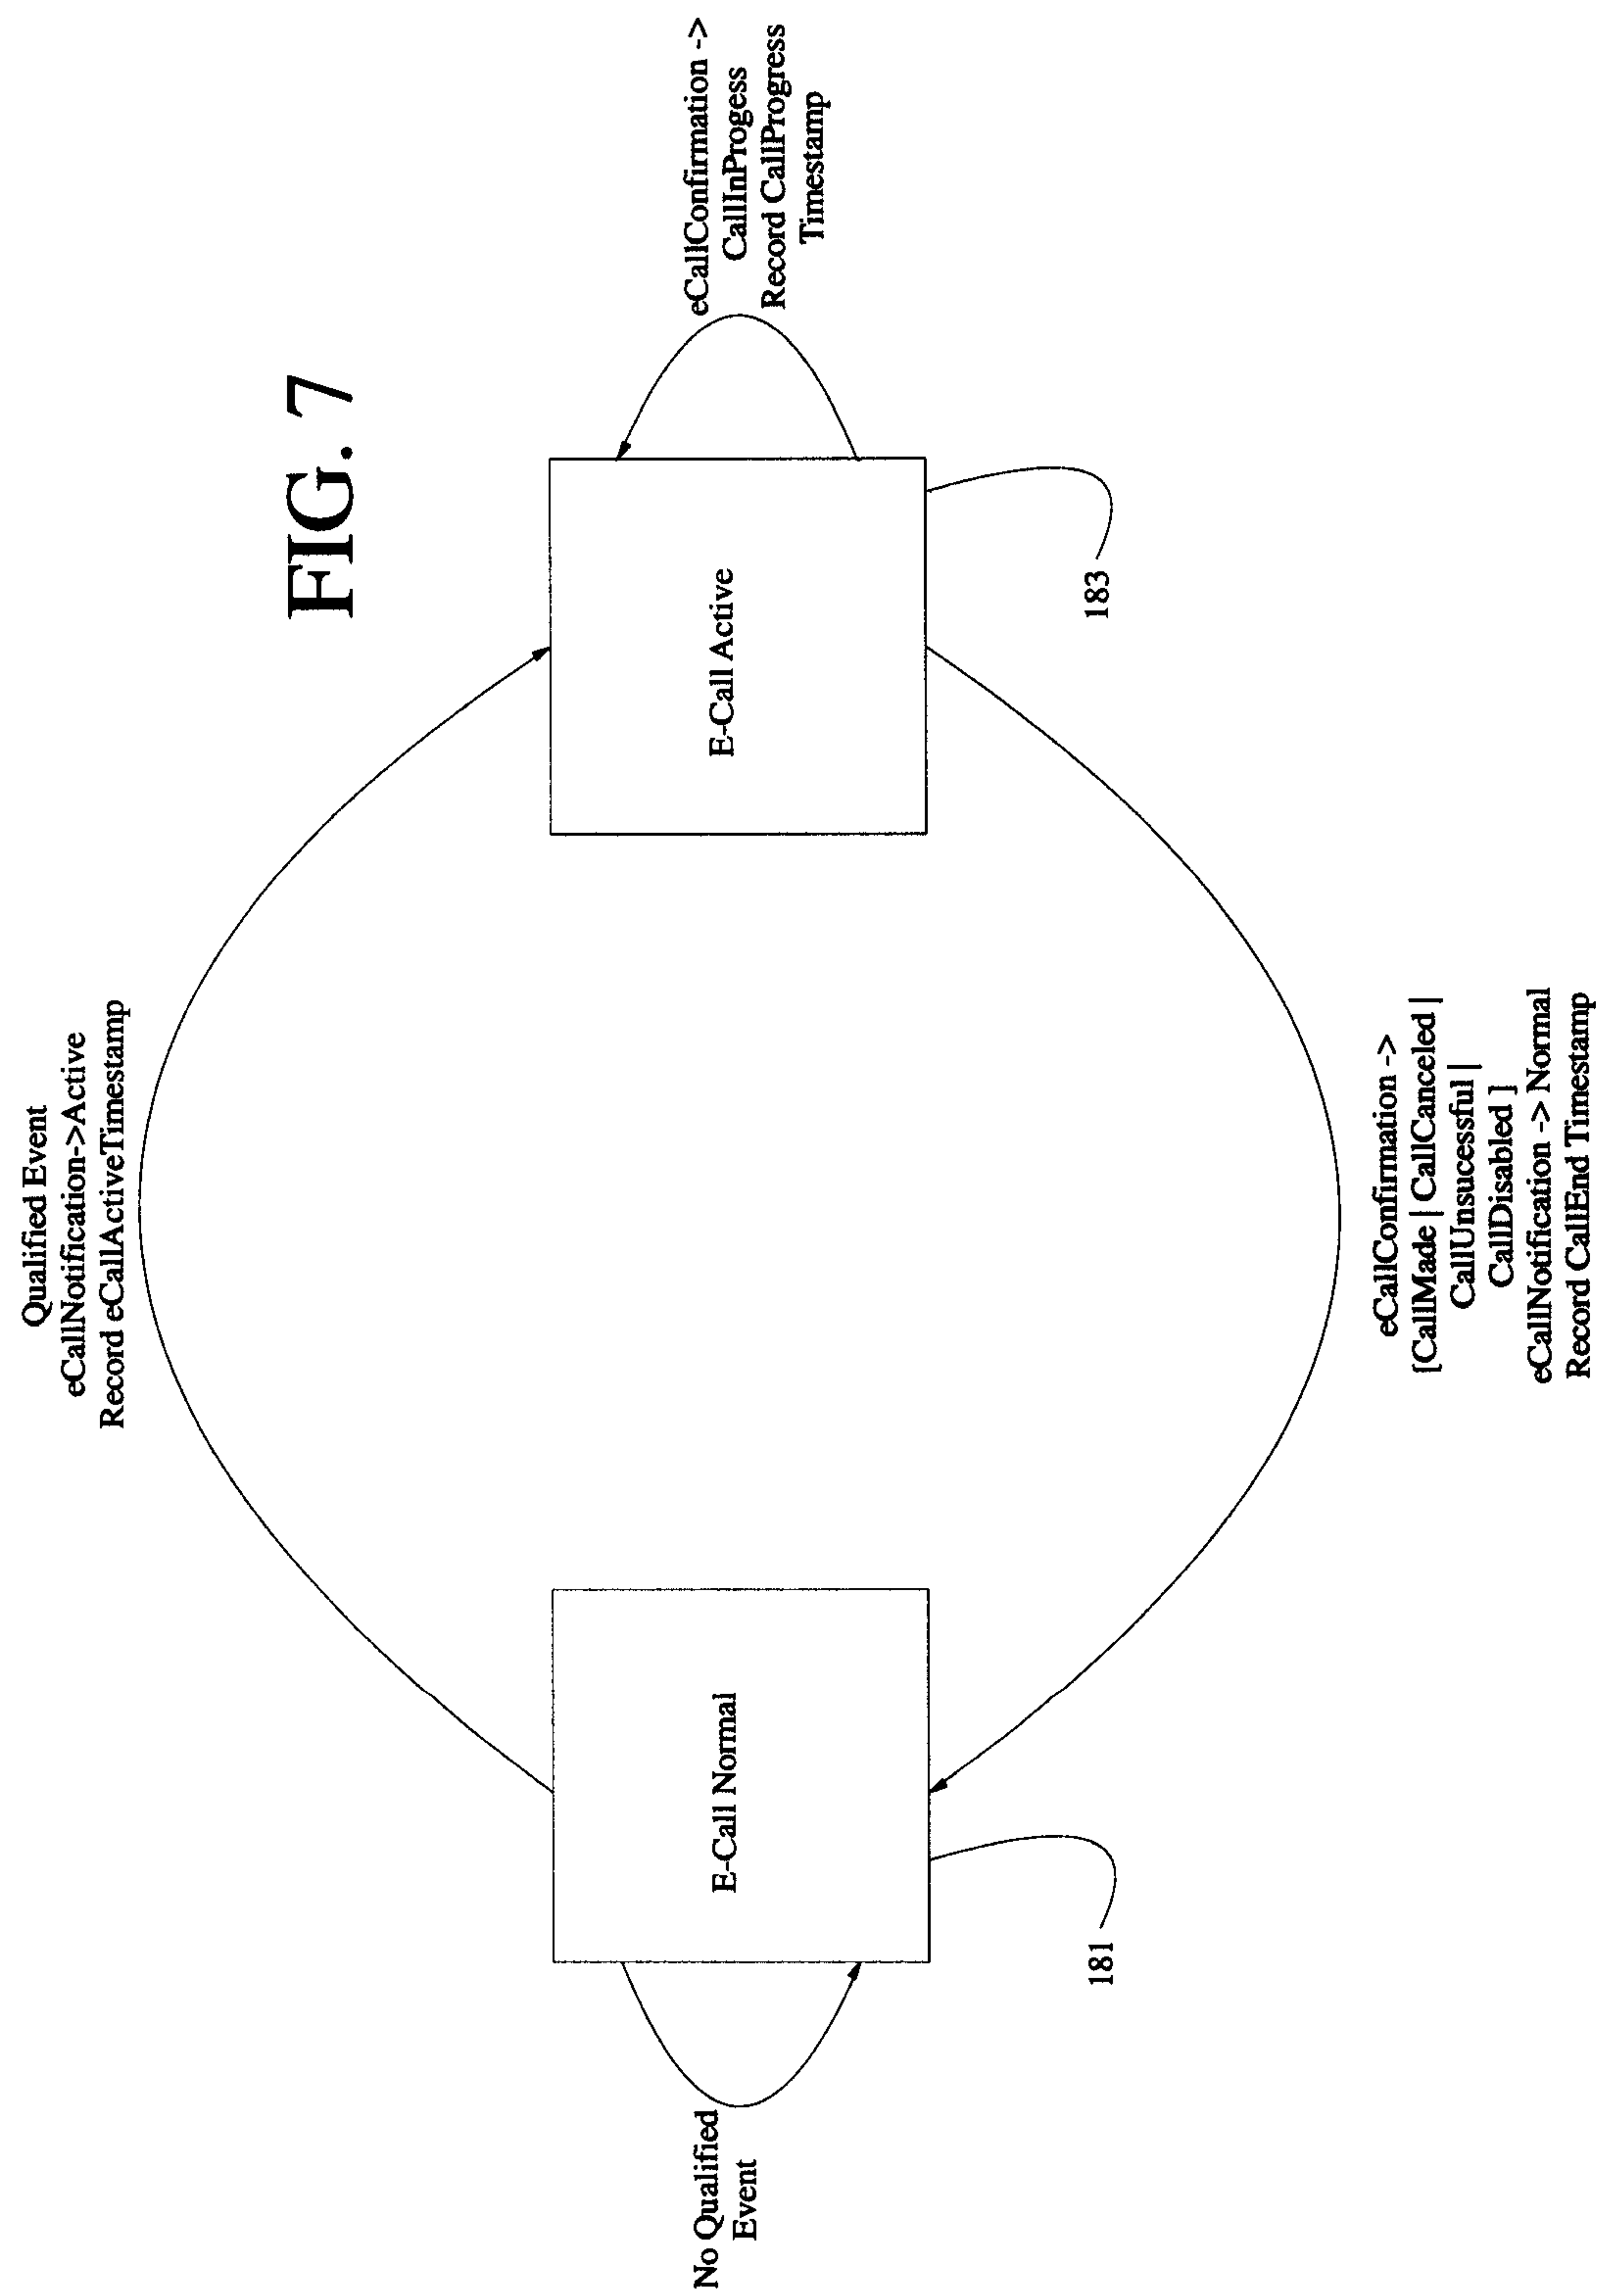 FIG. 7
Qualified Event
eCallNotification->Active
Record eCallActiveTimestamp
No Qualified
Event
E-Call Normal
E-Call Active
eCallConfirmation ->
CallInProgess
Record CallProgress
Timestamp
181
183
eCallConfirmation ->
[CallMade | CallCanceled |
CallUnsucessful |
CallDisabled ]
eCallNotification -> Normal
Record CallEnd Timestamp